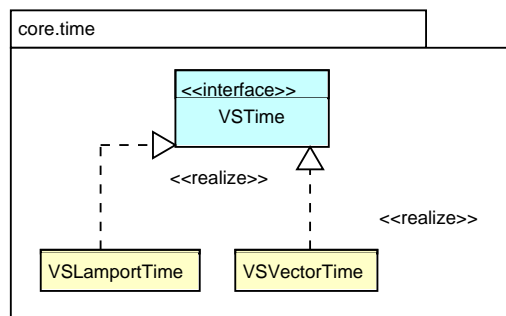 core.time
<<interface>>
VSTime
<<realize>>
<<realize>>
VSLamportTime
VSVectorTime